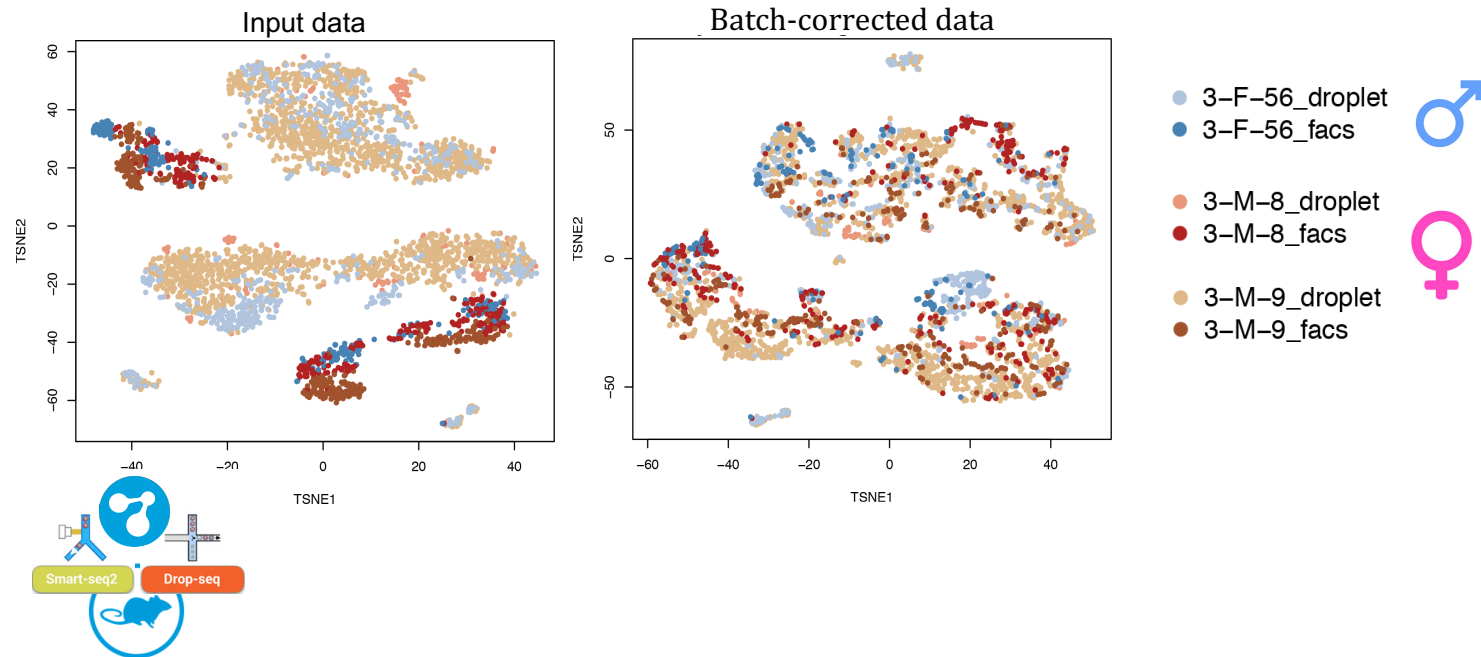 Input data
Batch-corrected data
60
40
20
0
−20
−40
−60
TSNE2
−40
−20
0
20
40
TSNE1
50
0
−50
TSNE2
−60
−40
−20
0
20
40
TSNE1
3−F−56_droplet
3−F−56_facs
3−M−8_droplet
3−M−8_facs
3−M−9_droplet
3−M−9_facs
Smart-seq2
Drop-seq